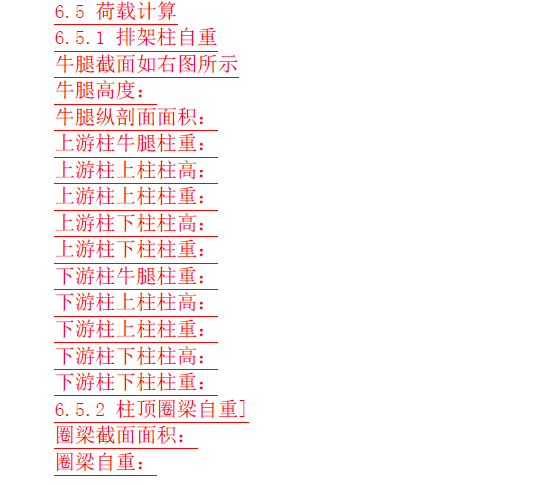 6.5 荷载计算
6.5.1 排架柱自重
牛腿截面如右图所示
牛腿高度：
牛腿纵剖面面积：
上游柱牛腿柱重：
上游柱上柱柱高：
上游柱上柱柱重：
上游柱下柱柱高：
上游柱下柱柱重：
下游柱牛腿柱重：
下游柱上柱柱高：
下游柱上柱柱重：
下游柱下柱柱高：
下游柱下柱柱重：
6.5.2 柱顶圈梁自重]
圈梁截面面积：
圈梁自重：